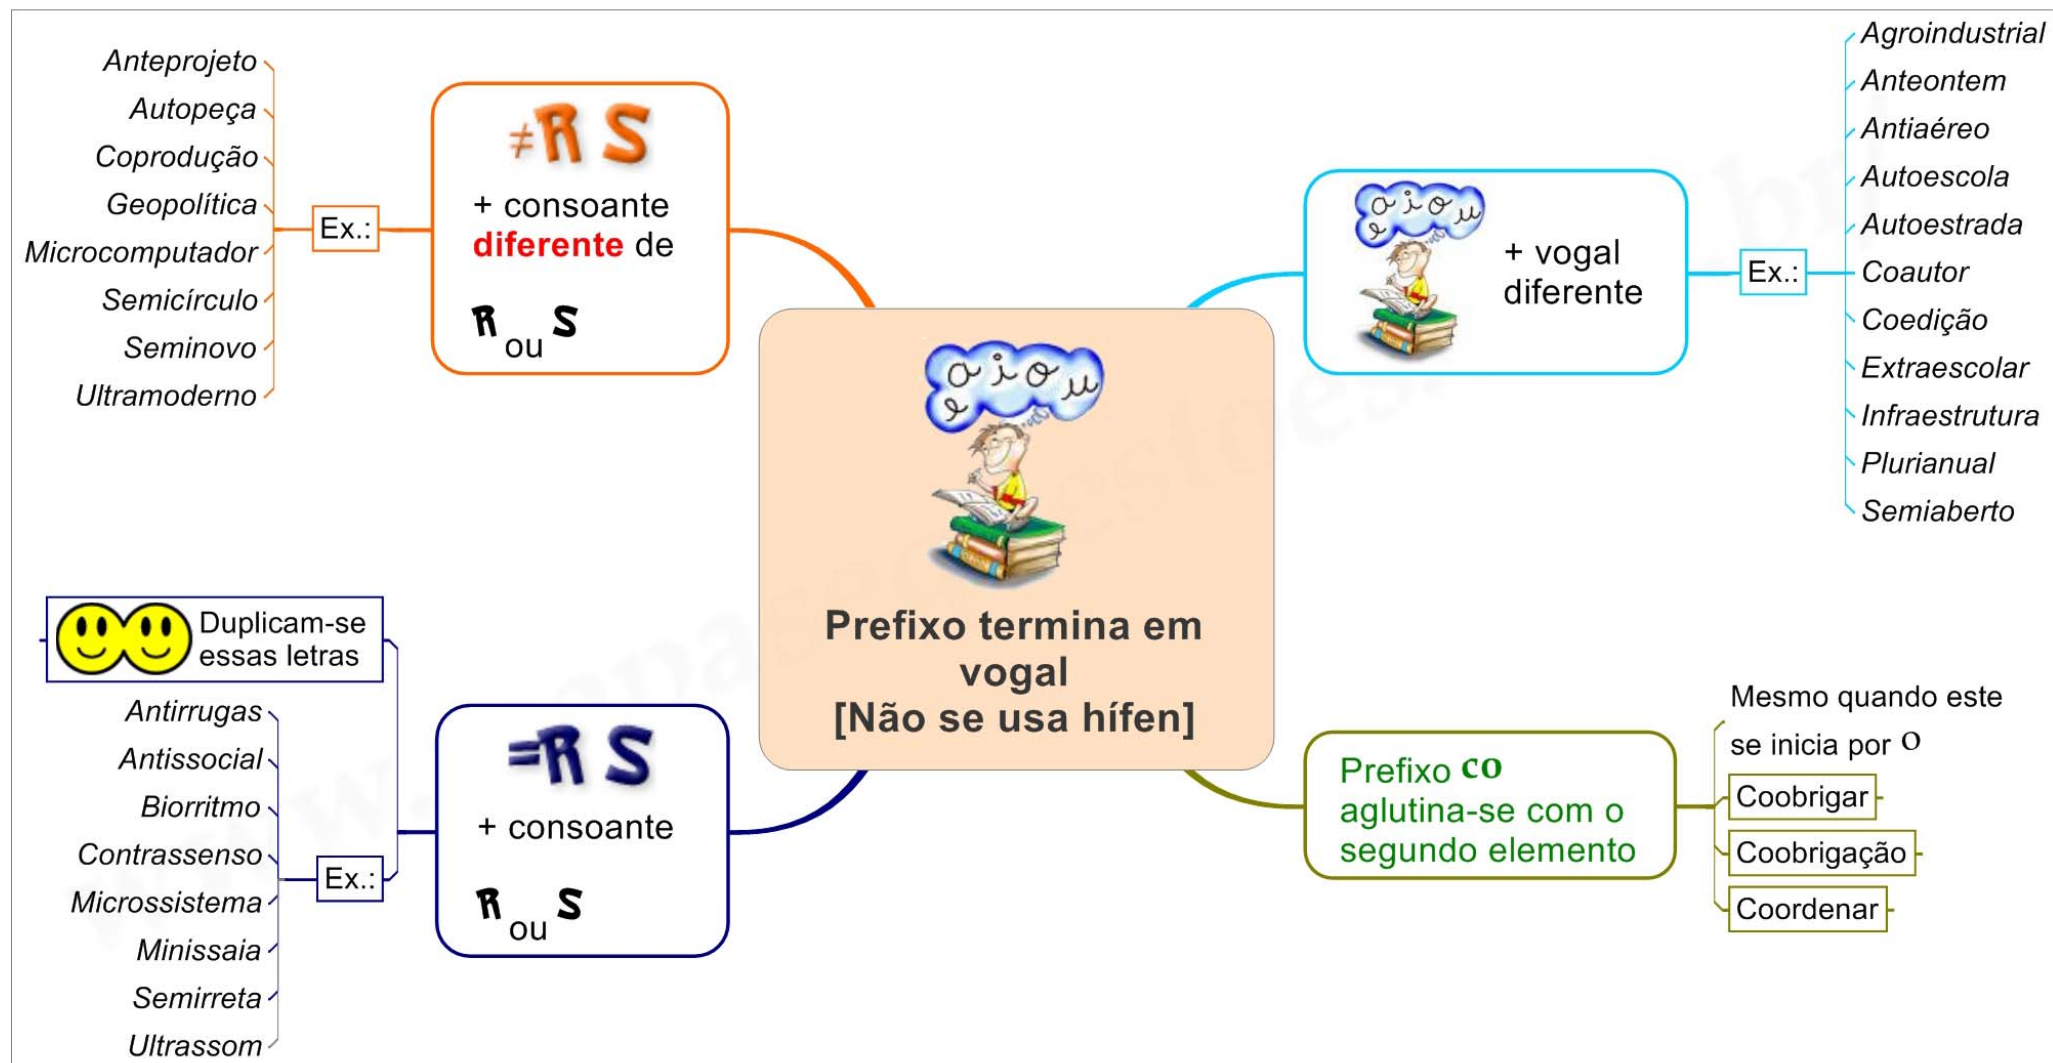 Anteprojeto
Autopeça
Coprodução
Geopolítica
Microcomputador
Semicírculo
Seminovo
Ultramoderno
Ex.:
≠R S
+ consoante
diferente de
R ou S
a e i o u
+ vogal
diferente
Ex.:
Agroindustrial
Anteontem
Antiaéreo
Autoescola
Autoestrada
Coautor
Coedição
Extraescolar
Infraestrutura
Plurianual
Semiaberto
a e i o u
Prefixo termina em
vogal
[Não se usa hífen]
Duplicam-se
essas letras
Antirrugas
Antissocial
Biorritmo
Contrassenso
Microssistema
Minissaia
Semirreta
Ultrassom
Ex.:
=R S
+ consoante
R ou S
Prefixo co
aglutina-se com o
segundo elemento
Mesmo quando este
se inicia por O
Coobrigar
Coobrigação
Coordenar